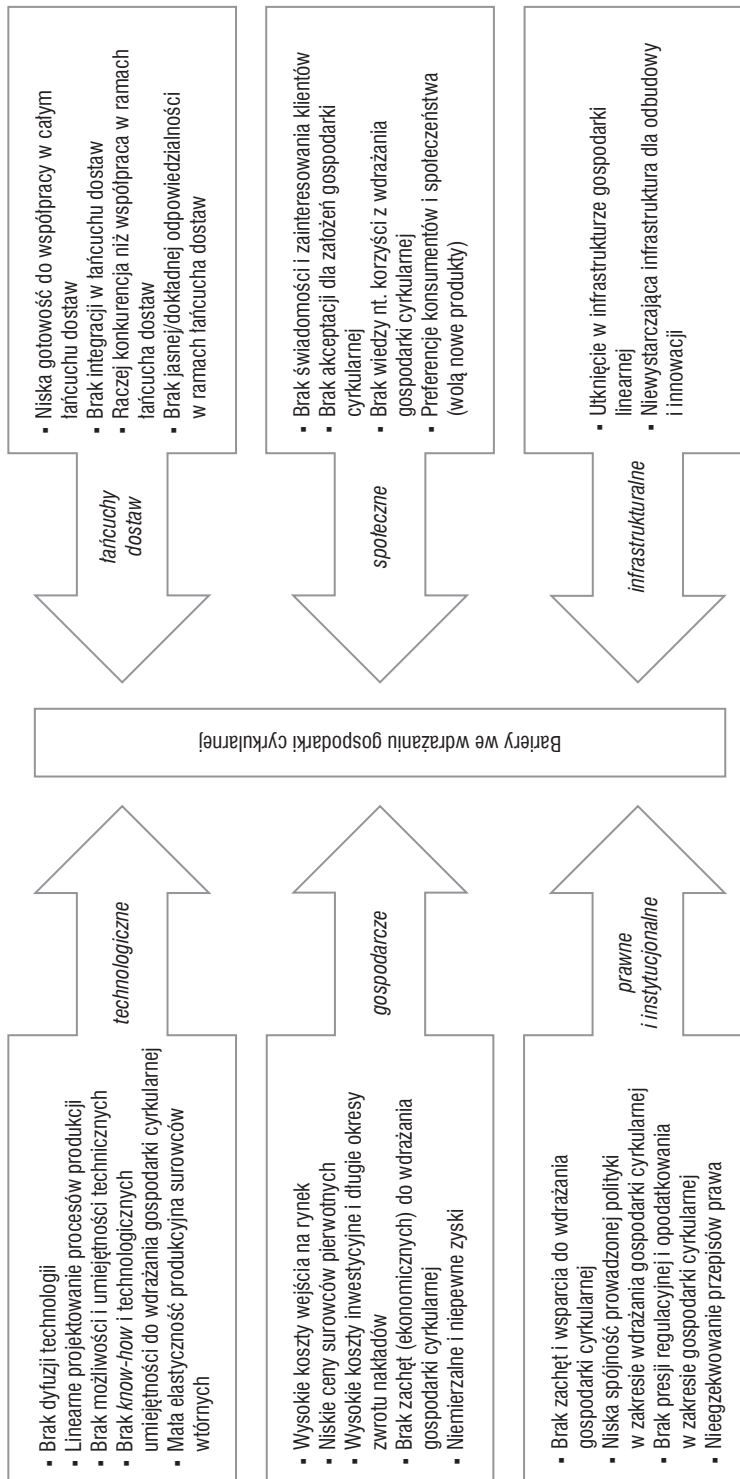 ▪ Brak dyfuzji technologii
▪ Linearne projektowanie procesów produkcji
▪ Brak możliwości i umiejętności technicznych
▪ Brak know-how i technologicznych
umiejętności do wdrażania gospodarki cyrkularnej
▪ Mała elastyczność produkcyjna surowców
wtórnych
technologiczne
▪ Wysokie koszty wejścia na rynek
▪ Niskie ceny surowców pierwotnych
▪ Wysokie koszty inwestycyjne i długie okresy
zwrotu nakładów
▪ Brak zachęt (ekonomicznych) do wdrażania
gospodarki cyrkularnej
▪ Niemierzalne i niepewne zyski
gospodarcze
▪ Brak zachęt i wsparcia do wdrażania
gospodarki cyrkularnej
▪ Niska spójność prowadzonej polityki
w zakresie wdrażania gospodarki cyrkularnej
▪ Brak presji regulacyjnej i opodatkowania
w zakresie gospodarki cyrkularnej
▪ Nieegzekwowanie przepisów prawa
prawne
i instytucjonalne
Bariery we wdrażaniu gospodarki cyrkularnej
łańcuchy
dostaw
▪ Niska gotowość do współpracy w całym
łańcuchu dostaw
▪ Brak integracji w łańcuchu dostaw
▪ Raczej konkurencja niż współpraca w ramach
łańcucha dostaw
▪ Brak jasnej/dokładnej odpowiedzialności
w ramach łańcucha dostaw
społeczne
▪ Brak świadomości i zainteresowania klientów
▪ Brak akceptacji dla założeń gospodarki
cyrkularnej
▪ Brak wiedzy nt. korzyści z wdrażania
gospodarki cyrkularnej
▪ Preferencje konsumentów i społeczeństwa
(wolą nowe produkty)
infrastrukturalne
▪ Utknięcie w infrastrukturze gospodarki
linearnej
▪ Niewystarczająca infrastruktura dla odbudowy
i innowacji